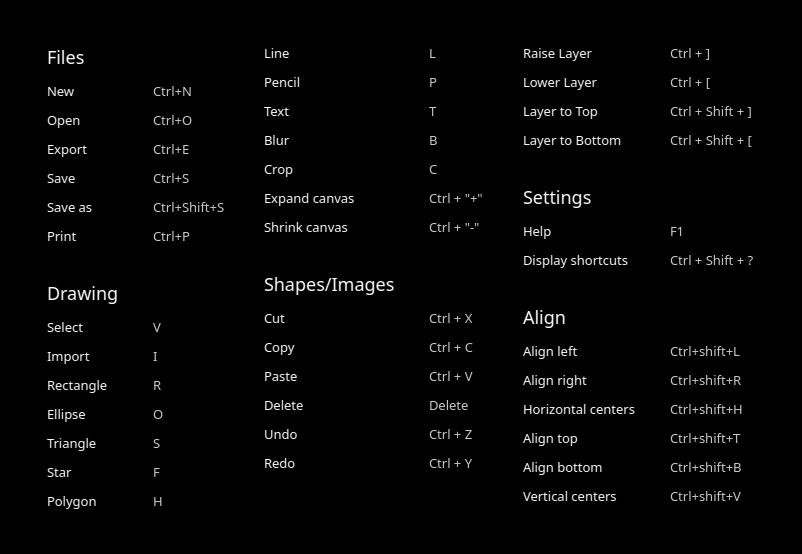 Files
New Ctrl+N
Open Ctrl+O
Export Ctrl+E
Save Ctrl+S
Save as Ctrl+Shift+S
Print Ctrl+P
Drawing
Select V
Import I
Rectangle R
Ellipse O
Triangle S
Star F
Polygon H
Line L
Pencil P
Text T
Blur B
Crop C
Expand canvas Ctrl + "+"
Shrink canvas Ctrl + "-"
Shapes/Images
Cut Ctrl + X
Copy Ctrl + C
Paste Ctrl + V
Delete Delete
Undo Ctrl + Z
Redo Ctrl + Y
Raise Layer Ctrl + ]
Lower Layer Ctrl + [
Layer to Top Ctrl + Shift + ]
Layer to Bottom Ctrl + Shift + [
Settings
Help F1
Display shortcuts Ctrl + Shift + ?
Align
Align left Ctrl+shift+L
Align right Ctrl+shift+R
Horizontal centers Ctrl+shift+H
Align top Ctrl+shift+T
Align bottom Ctrl+shift+B
Vertical centers Ctrl+shift+V